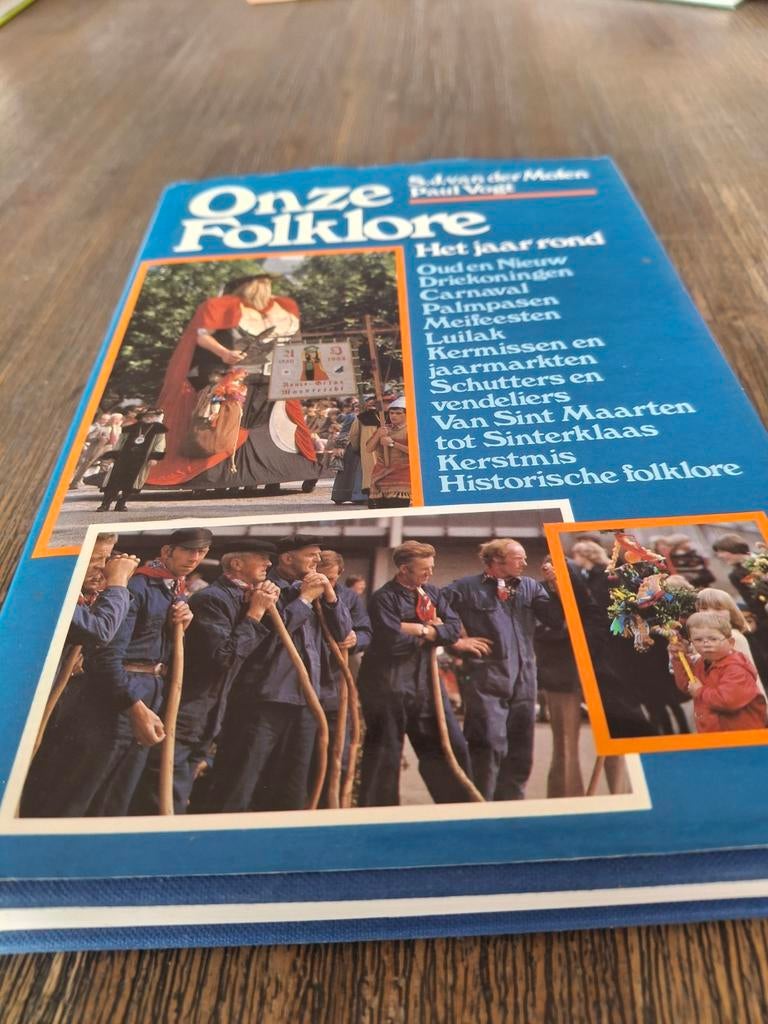 Onze
Folklore
S.J. van der Molen
Paul Vogt
Het jaar rond
Oud en Nieuw
Driekoningen
Carnaval
Palmpasen
Meifeesten
Luilak
Kermissen en
jaarmarkten
Schutters en
vendeliers
Van Sint Maarten
tot Sinterklaas
Kerstmis
Historische folklore